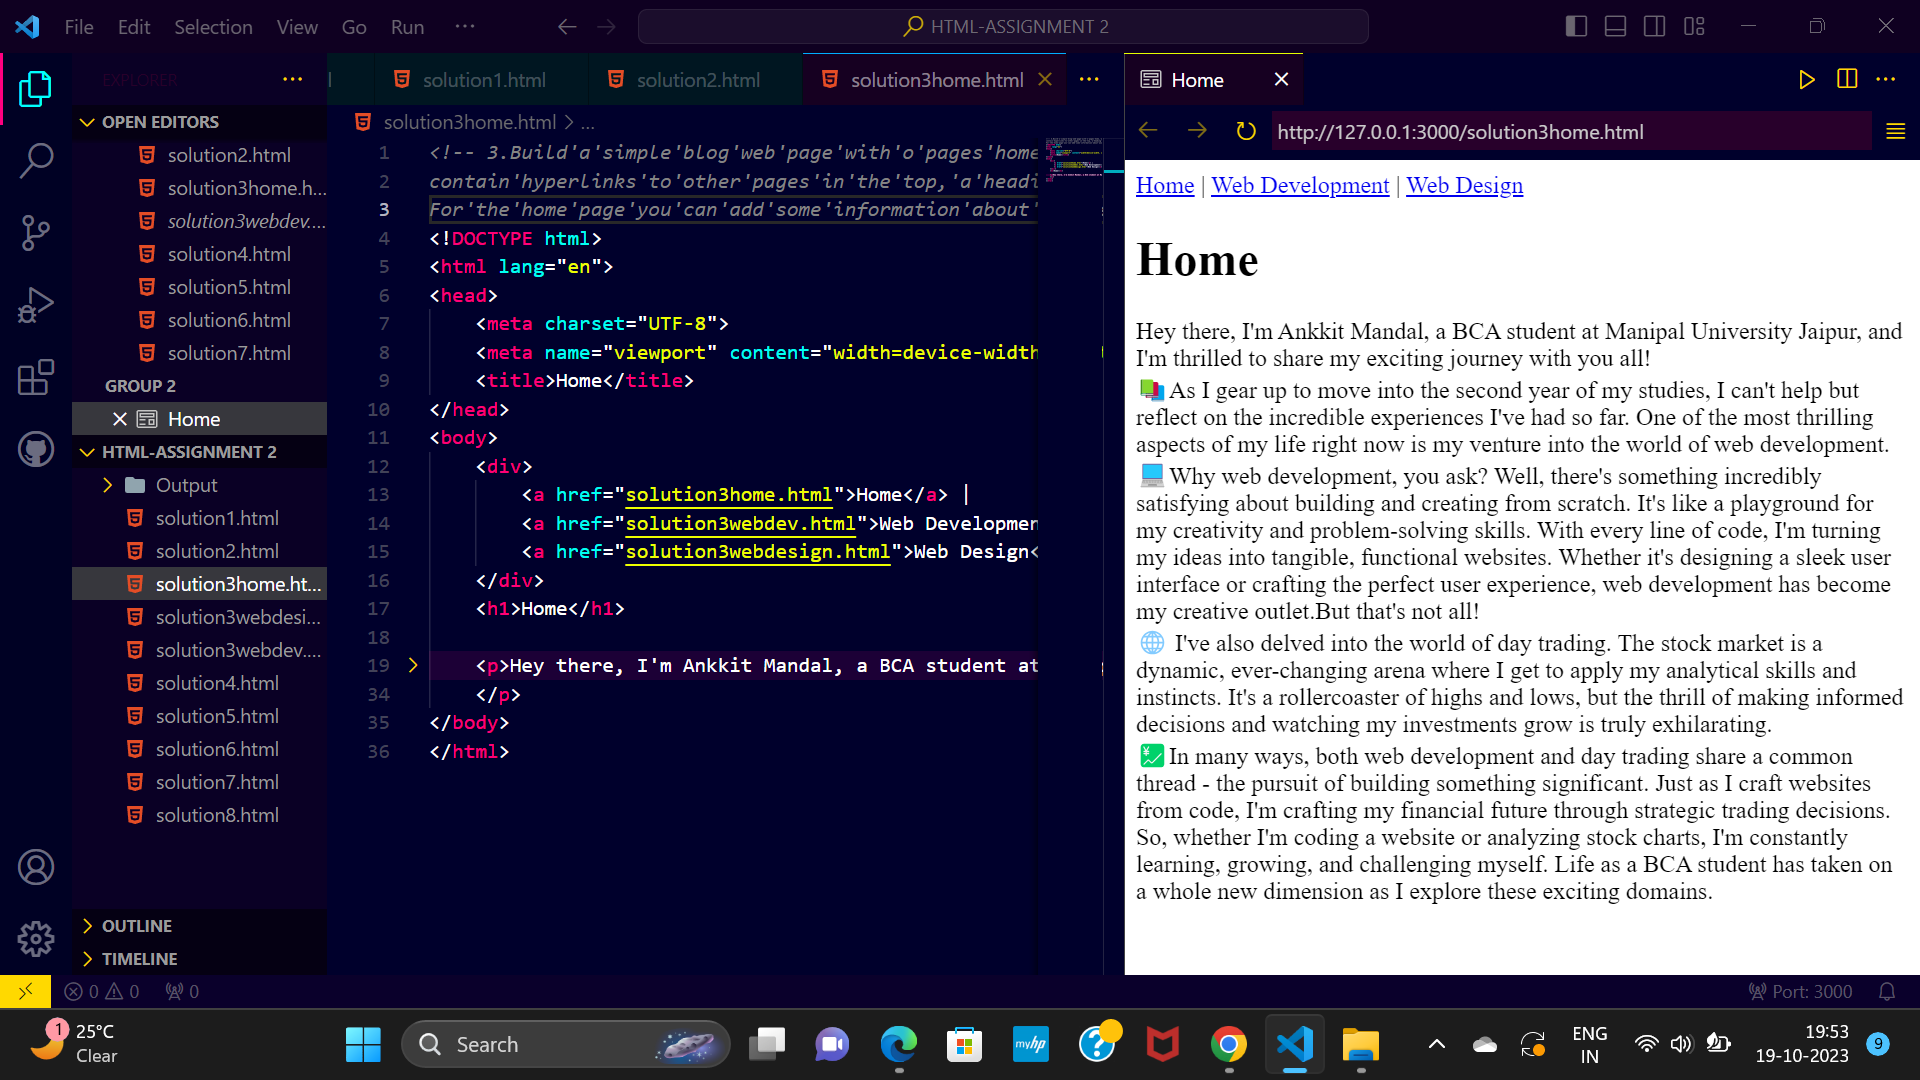 File Edit Selection View Go Run ...
HTML-ASSIGNMENT 2
EXPLORER
OPEN EDITORS
solution2.html
solution3home.h...
solution3webdev....
solution4.html
solution5.html
solution6.html
solution7.html
GROUP 2
Home
HTML-ASSIGNMENT 2
Output
solution1.html
solution2.html
solution3home.ht...
solution3webdesi...
solution3webdev....
solution4.html
solution5.html
solution6.html
solution7.html
solution8.html
OUTLINE
TIMELINE
solution1.html solution2.html solution3home.html
solution3home.html > ...
1 <!-- 3.Build'a'simple'blog'web'page'with'o'pages'home
2 contain'hyperlinks'to'other'pages'in'the'top,'a'headi
3 For'the'home'page'you'can'add'some'information'about'
4 <!DOCTYPE html>
5 <html lang="en">
6 <head>
7 <meta charset="UTF-8">
8 <meta name="viewport" content="width=device-width
9 <title>Home</title>
10 </head>
11 <body>
12 <div>
13 <a href="solution3home.html">Home</a> |
14 <a href="solution3webdev.html">Web Developmen
15 <a href="solution3webdesign.html">Web Design<
16 </div>
17 <h1>Home</h1>
18
19 <p>Hey there, I'm Ankkit Mandal, a BCA student at
34 </p>
35 </body>
36 </html>
Home
http://127.0.0.1:3000/solution3home.html
Home | Web Development | Web Design
Home
Hey there, I'm Ankkit Mandal, a BCA student at Manipal University Jaipur, and
I'm thrilled to share my exciting journey with you all!
As I gear up to move into the second year of my studies, I can't help but
reflect on the incredible experiences I've had so far. One of the most thrilling
aspects of my life right now is my venture into the world of web development.
Why web development, you ask? Well, there's something incredibly
satisfying about building and creating from scratch. It's like a playground for
my creativity and problem-solving skills. With every line of code, I'm turning
my ideas into tangible, functional websites. Whether it's designing a sleek user
interface or crafting the perfect user experience, web development has become
my creative outlet.But that's not all!
I've also delved into the world of day trading. The stock market is a
dynamic, ever-changing arena where I get to apply my analytical skills and
instincts. It's a rollercoaster of highs and lows, but the thrill of making informed
decisions and watching my investments grow is truly exhilarating.
In many ways, both web development and day trading share a common
thread - the pursuit of building something significant. Just as I craft websites
from code, I'm crafting my financial future through strategic trading decisions.
So, whether I'm coding a website or analyzing stock charts, I'm constantly
learning, growing, and challenging myself. Life as a BCA student has taken on
a whole new dimension as I explore these exciting domains.
0 0 0
Port: 3000
1
25°C
Clear
Search
myhp
ENG
IN
19:53
19-10-2023
9